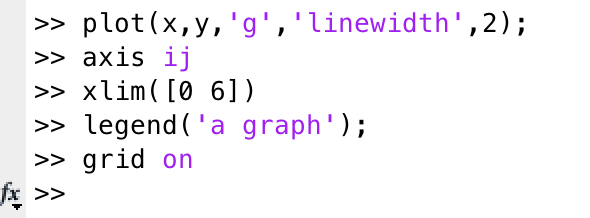 >> plot(x,y,'g','linewidth',2);
>> axis ij
>> xlim([0 6])
>> legend('a graph');
>> grid on
fx >>